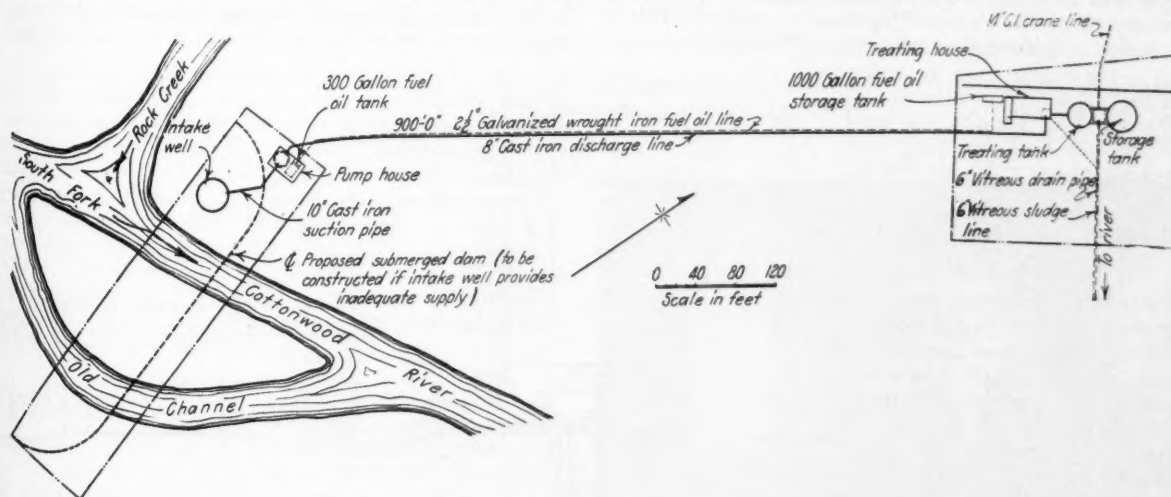 14" C.I. crane line
Treating house
1000 Gallon fuel oil
storage tank
300 Gallon fuel
oil tank
Rock Creek
Intake
well
900'-0" 2½" Galvanized wrought iron fuel oil line
8" Cast iron discharge line
Treating tank
Storage
tank
South Fork
Pump house
10" Cast iron
suction pipe
6" Vitreous drain pipe
6" Vitreous sludge
line
To river
℄ Proposed submerged dam (to be
constructed if intake well provides
inadequate supply)
0 40 80 120
Scale in feet
Cottonwood
River
Old
Channel